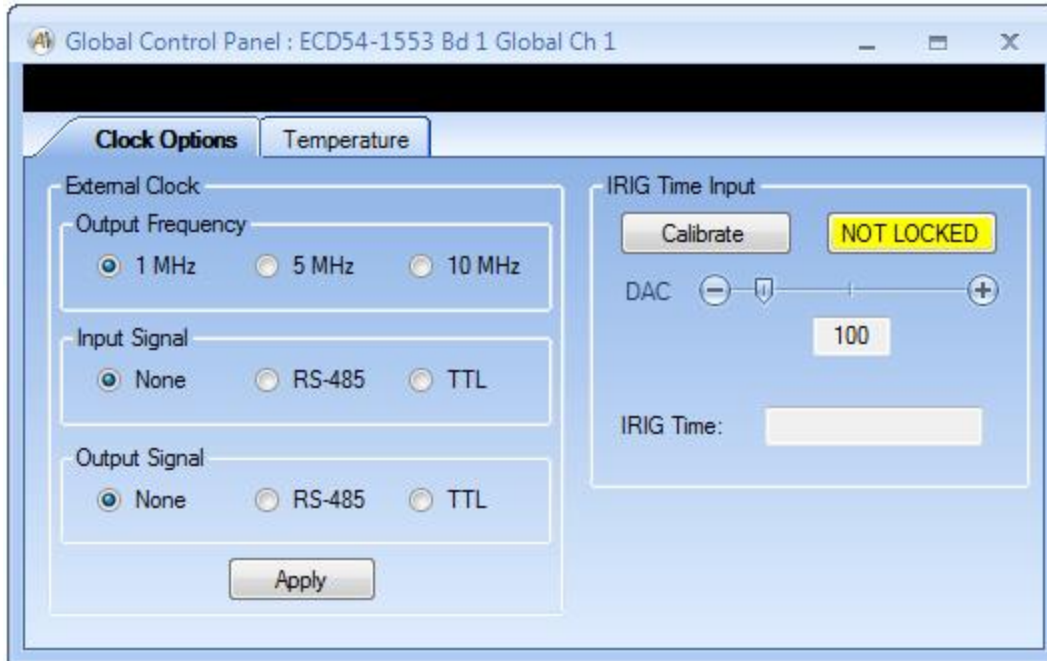 Global Control Panel : ECD54-1553 Bd 1 Global Ch 1
Clock Options
Temperature
External Clock
Output Frequency
1 MHz
5 MHz
10 MHz
Input Signal
None
RS-485
TTL
Output Signal
None
RS-485
TTL
Apply
IRIG Time Input
Calibrate
NOT LOCKED
DAC
100
IRIG Time: